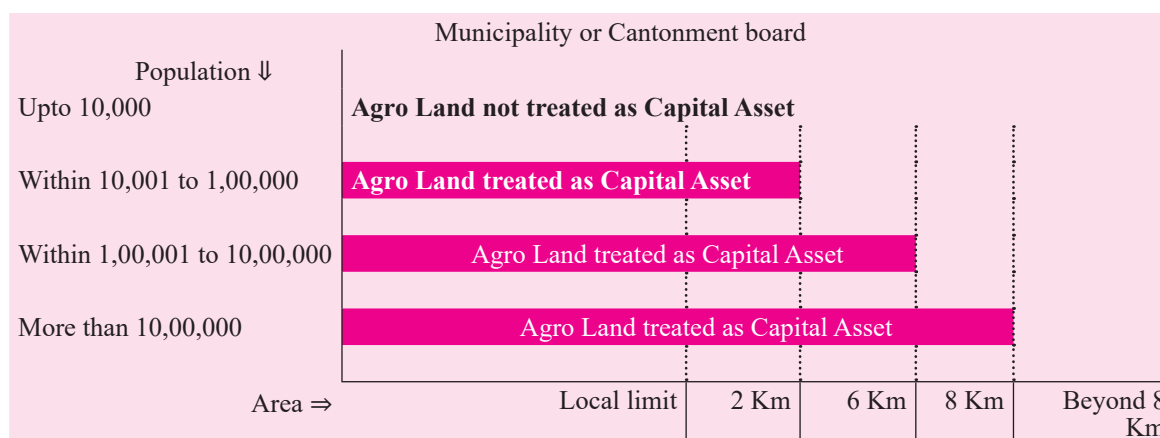 Municipality or Cantonment board
Population ⇓
Upto 10,000 Agro Land not treated as Capital Asset
Within 10,001 to 1,00,000 Agro Land treated as Capital Asset
Within 1,00,001 to 10,00,000 Agro Land treated as Capital Asset
More than 10,00,000 Agro Land treated as Capital Asset
Area ⇒ Local limit 2 Km 6 Km 8 Km Beyond 8
Km